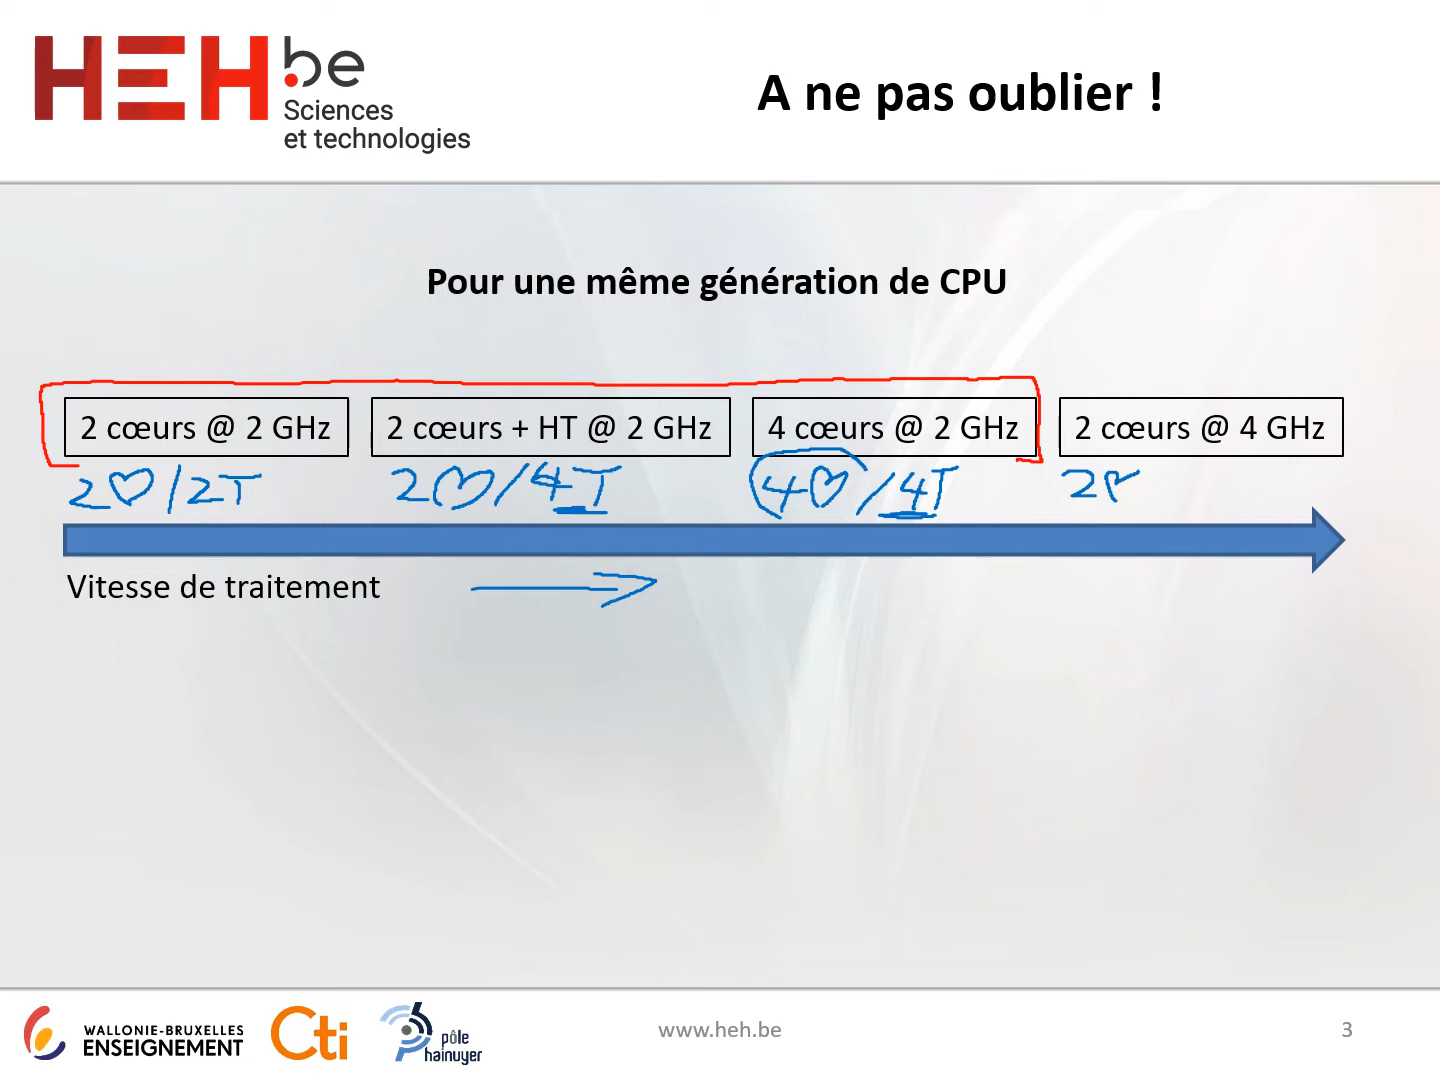 HEH.be
Sciences
et technologies
A ne pas oublier !
Pour une même génération de CPU
2 cœurs @ 2 GHz
2 cœurs + HT @ 2 GHz
4 cœurs @ 2 GHz
2 cœurs @ 4 GHz
2♡/2T
2♡/4T
4♡/4T
2
Vitesse de traitement
WALLONIE-BRUXELLES
ENSEIGNEMENT
Cti
pôle
hainuyer
www.heh.be
3